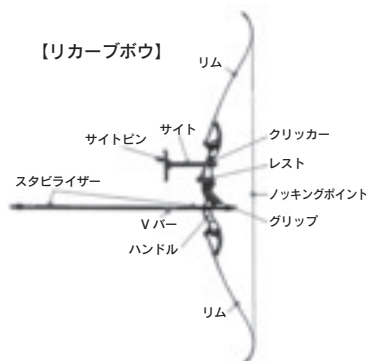 【リカーブボウ】
リム
サイト
サイトピン
クリッカー
レスト
スタビライザー
ノッキングポイント
グリップ
Vバー
ハンドル
リム